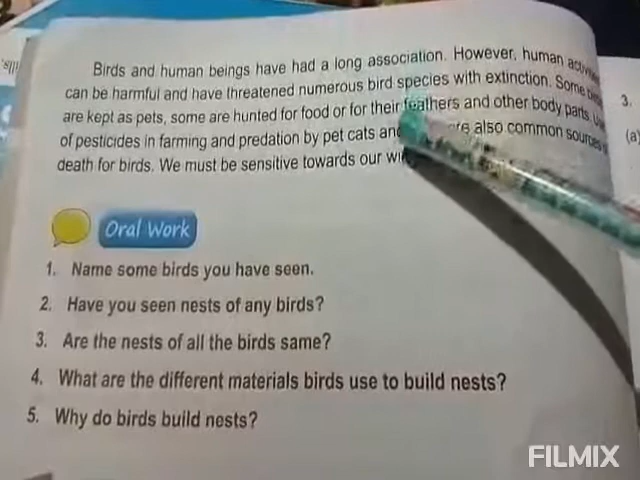 Birds and human beings have had a long association. However, human activities
can be harmful and have threatened numerous bird species with extinction. Some
are kept as pets, some are hunted for food or for their feathers and other body parts.
of pesticides in farming and predation by pet cats and also common sources
death for birds. We must be sensitive towards our
Oral Work
1. Name some birds you have seen.
2. Have you seen nests of any birds?
3. Are the nests of all the birds same?
4. What are the different materials birds use to build nests?
5. Why do birds build nests?
3.
(a)
FILMIX